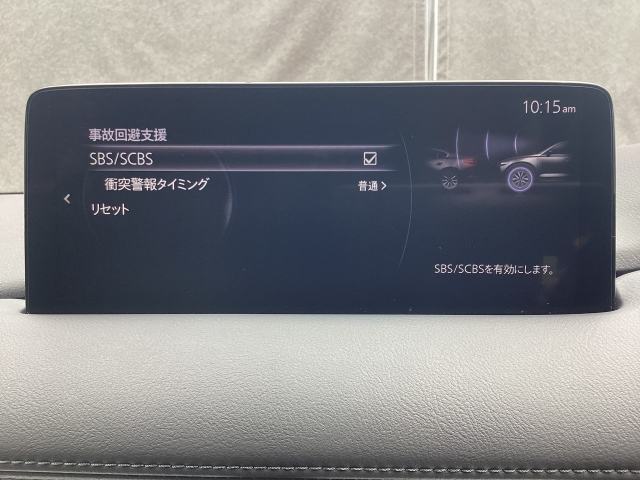 10:15am
事故回避支援
SBS/SCBS
衝突警報タイミング 普通
リセット
SBS/SCBSを有効にします。